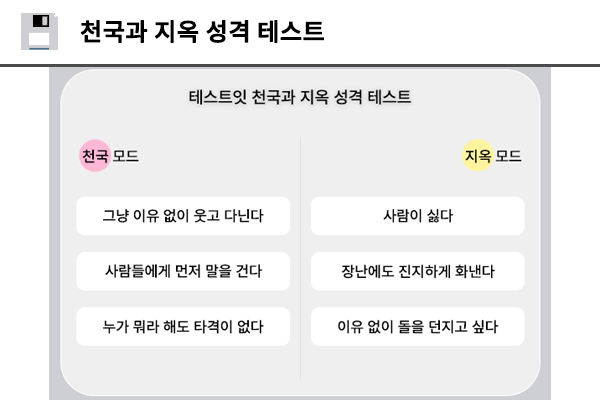 천국과 지옥 성격 테스트
테스트잇 천국과 지옥 성격 테스트
천국 모드
지옥 모드
그냥 이유 없이 웃고 다닌다
사람이 싫다
사람들에게 먼저 말을 건다
장난에도 진지하게 화낸다
누가 뭐라 해도 타격이 없다
이유 없이 돌을 던지고 싶다